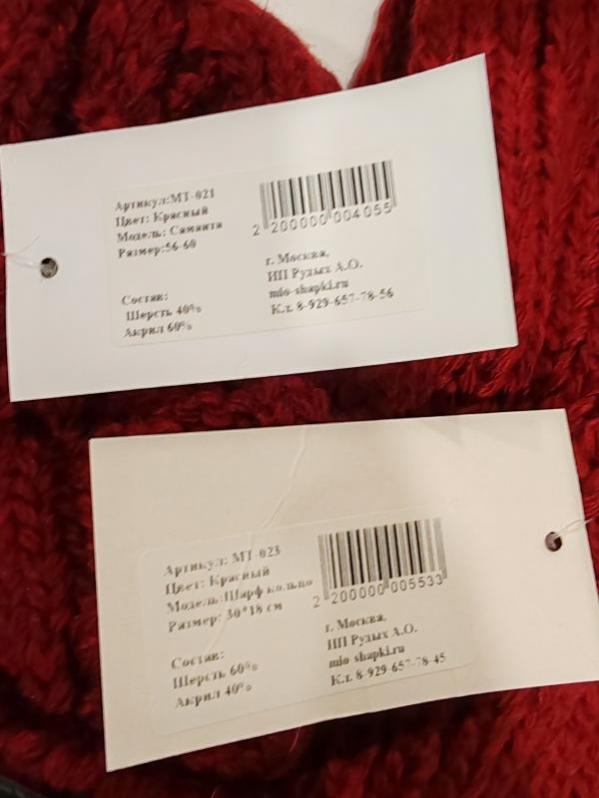 Артикул:МТ-021
Цвет: Красный
Модель: Саманта
Размер:56-60
Состав:
Шерсть 40%
Акрил 60%
2 200000 004055
г. Москва,
ИП Рудых А.О.
mio-shapki.ru
К.т. 8-929-657-78-56
Артикул: МТ-023
Цвет: Красный
Модель:Шарф кольцо
Размер: 30*18 см
Состав:
Шерсть 60%
Акрил 40%
2 200000 005533
г. Москва,
ИП Рудых А.О.
mio-shapki.ru
К.т. 8-929-657-78-45